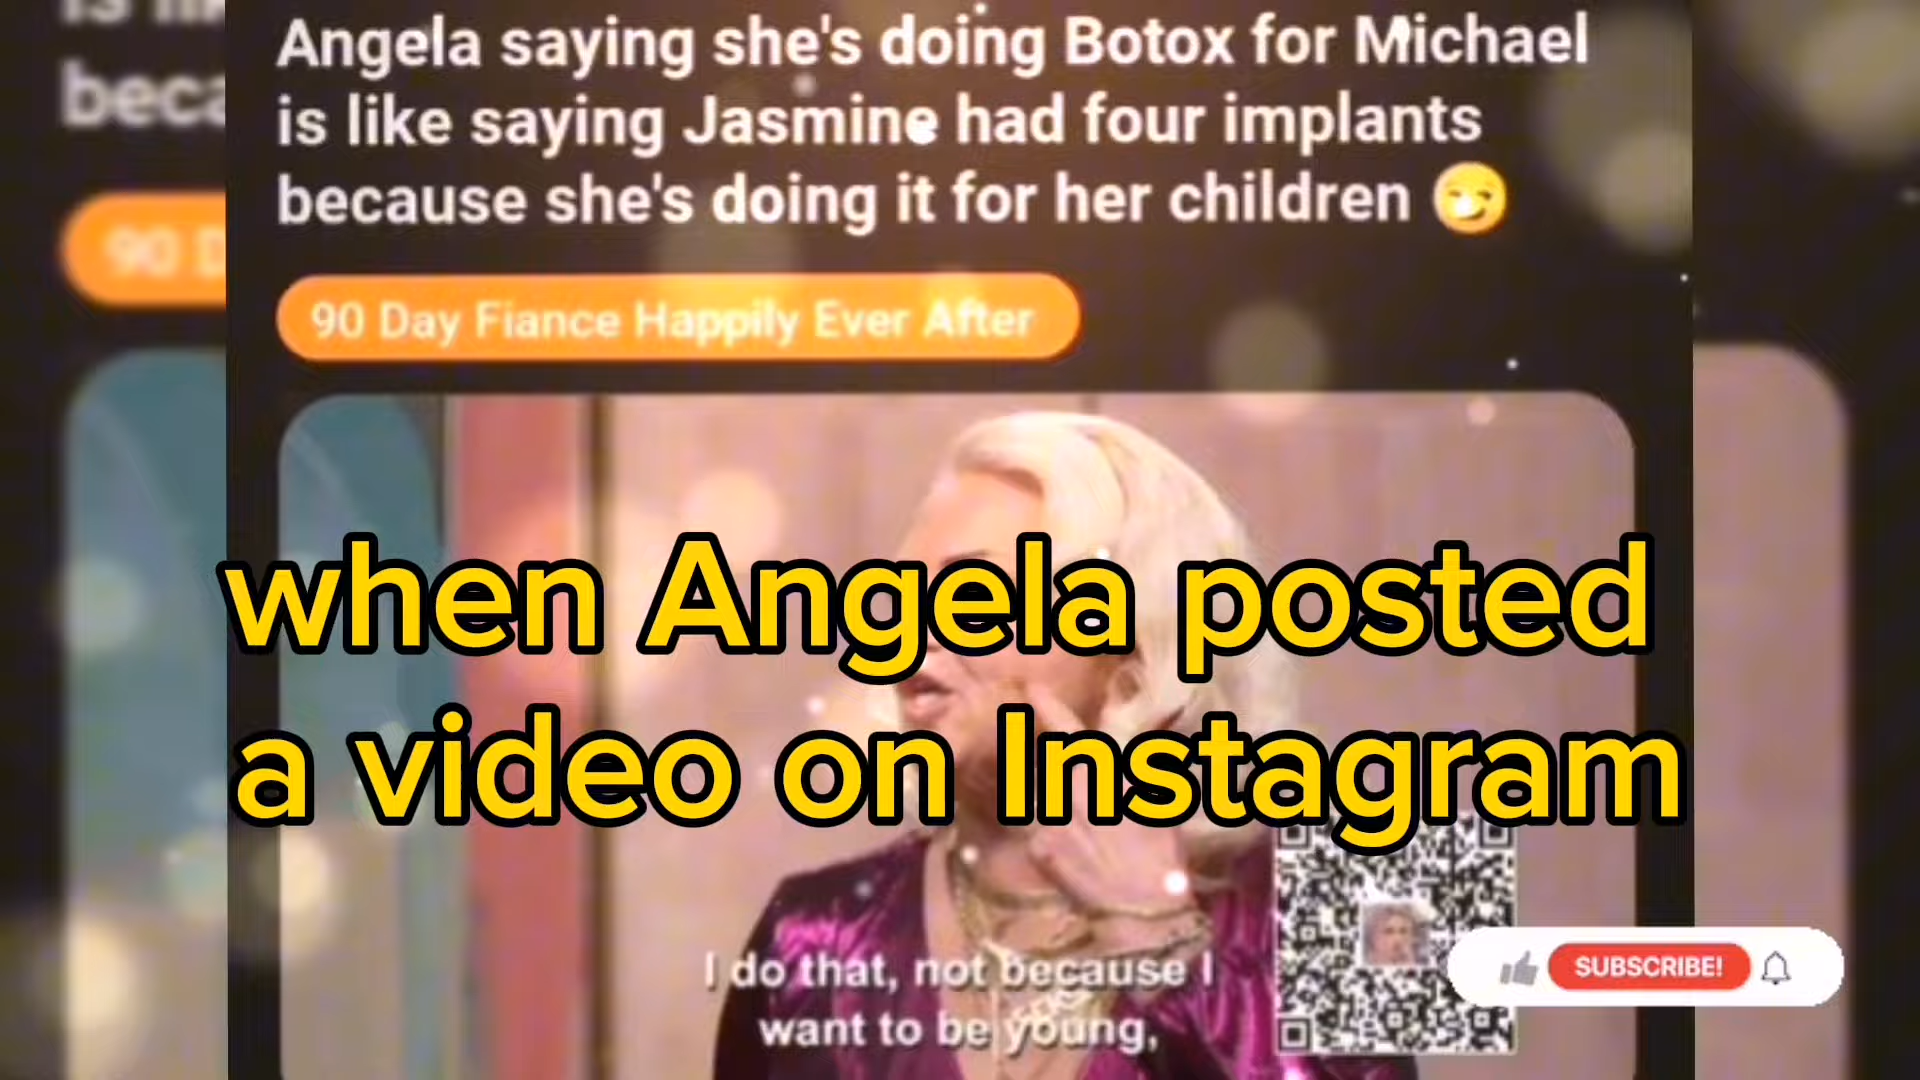 Angela saying she's doing Botox for Michael
is like saying Jasmine had four implants
because she's doing it for her children 😏
90 Day Fiance Happily Ever After
when Angela posted
a video on Instagram
I do that, not because I
want to be young,
SUBSCRIBE!